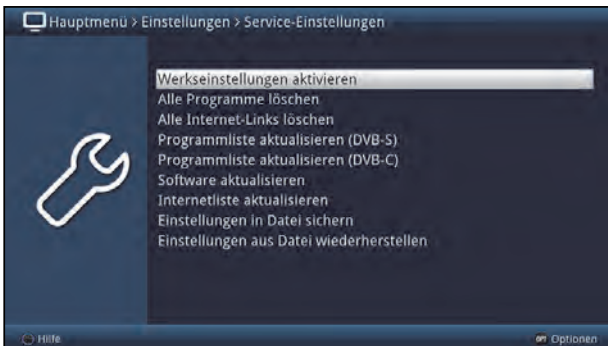 Hauptmenü > Einstellungen > Service-Einstellungen
Werkseinstellungen aktivieren
Alle Programme löschen
Alle Internet-Links löschen
Programmliste aktualisieren (DVB-S)
Programmliste aktualisieren (DVB-C)
Software aktualisieren
Internetliste aktualisieren
Einstellungen in Datei sichern
Einstellungen aus Datei wiederherstellen
Hilfe
Optionen